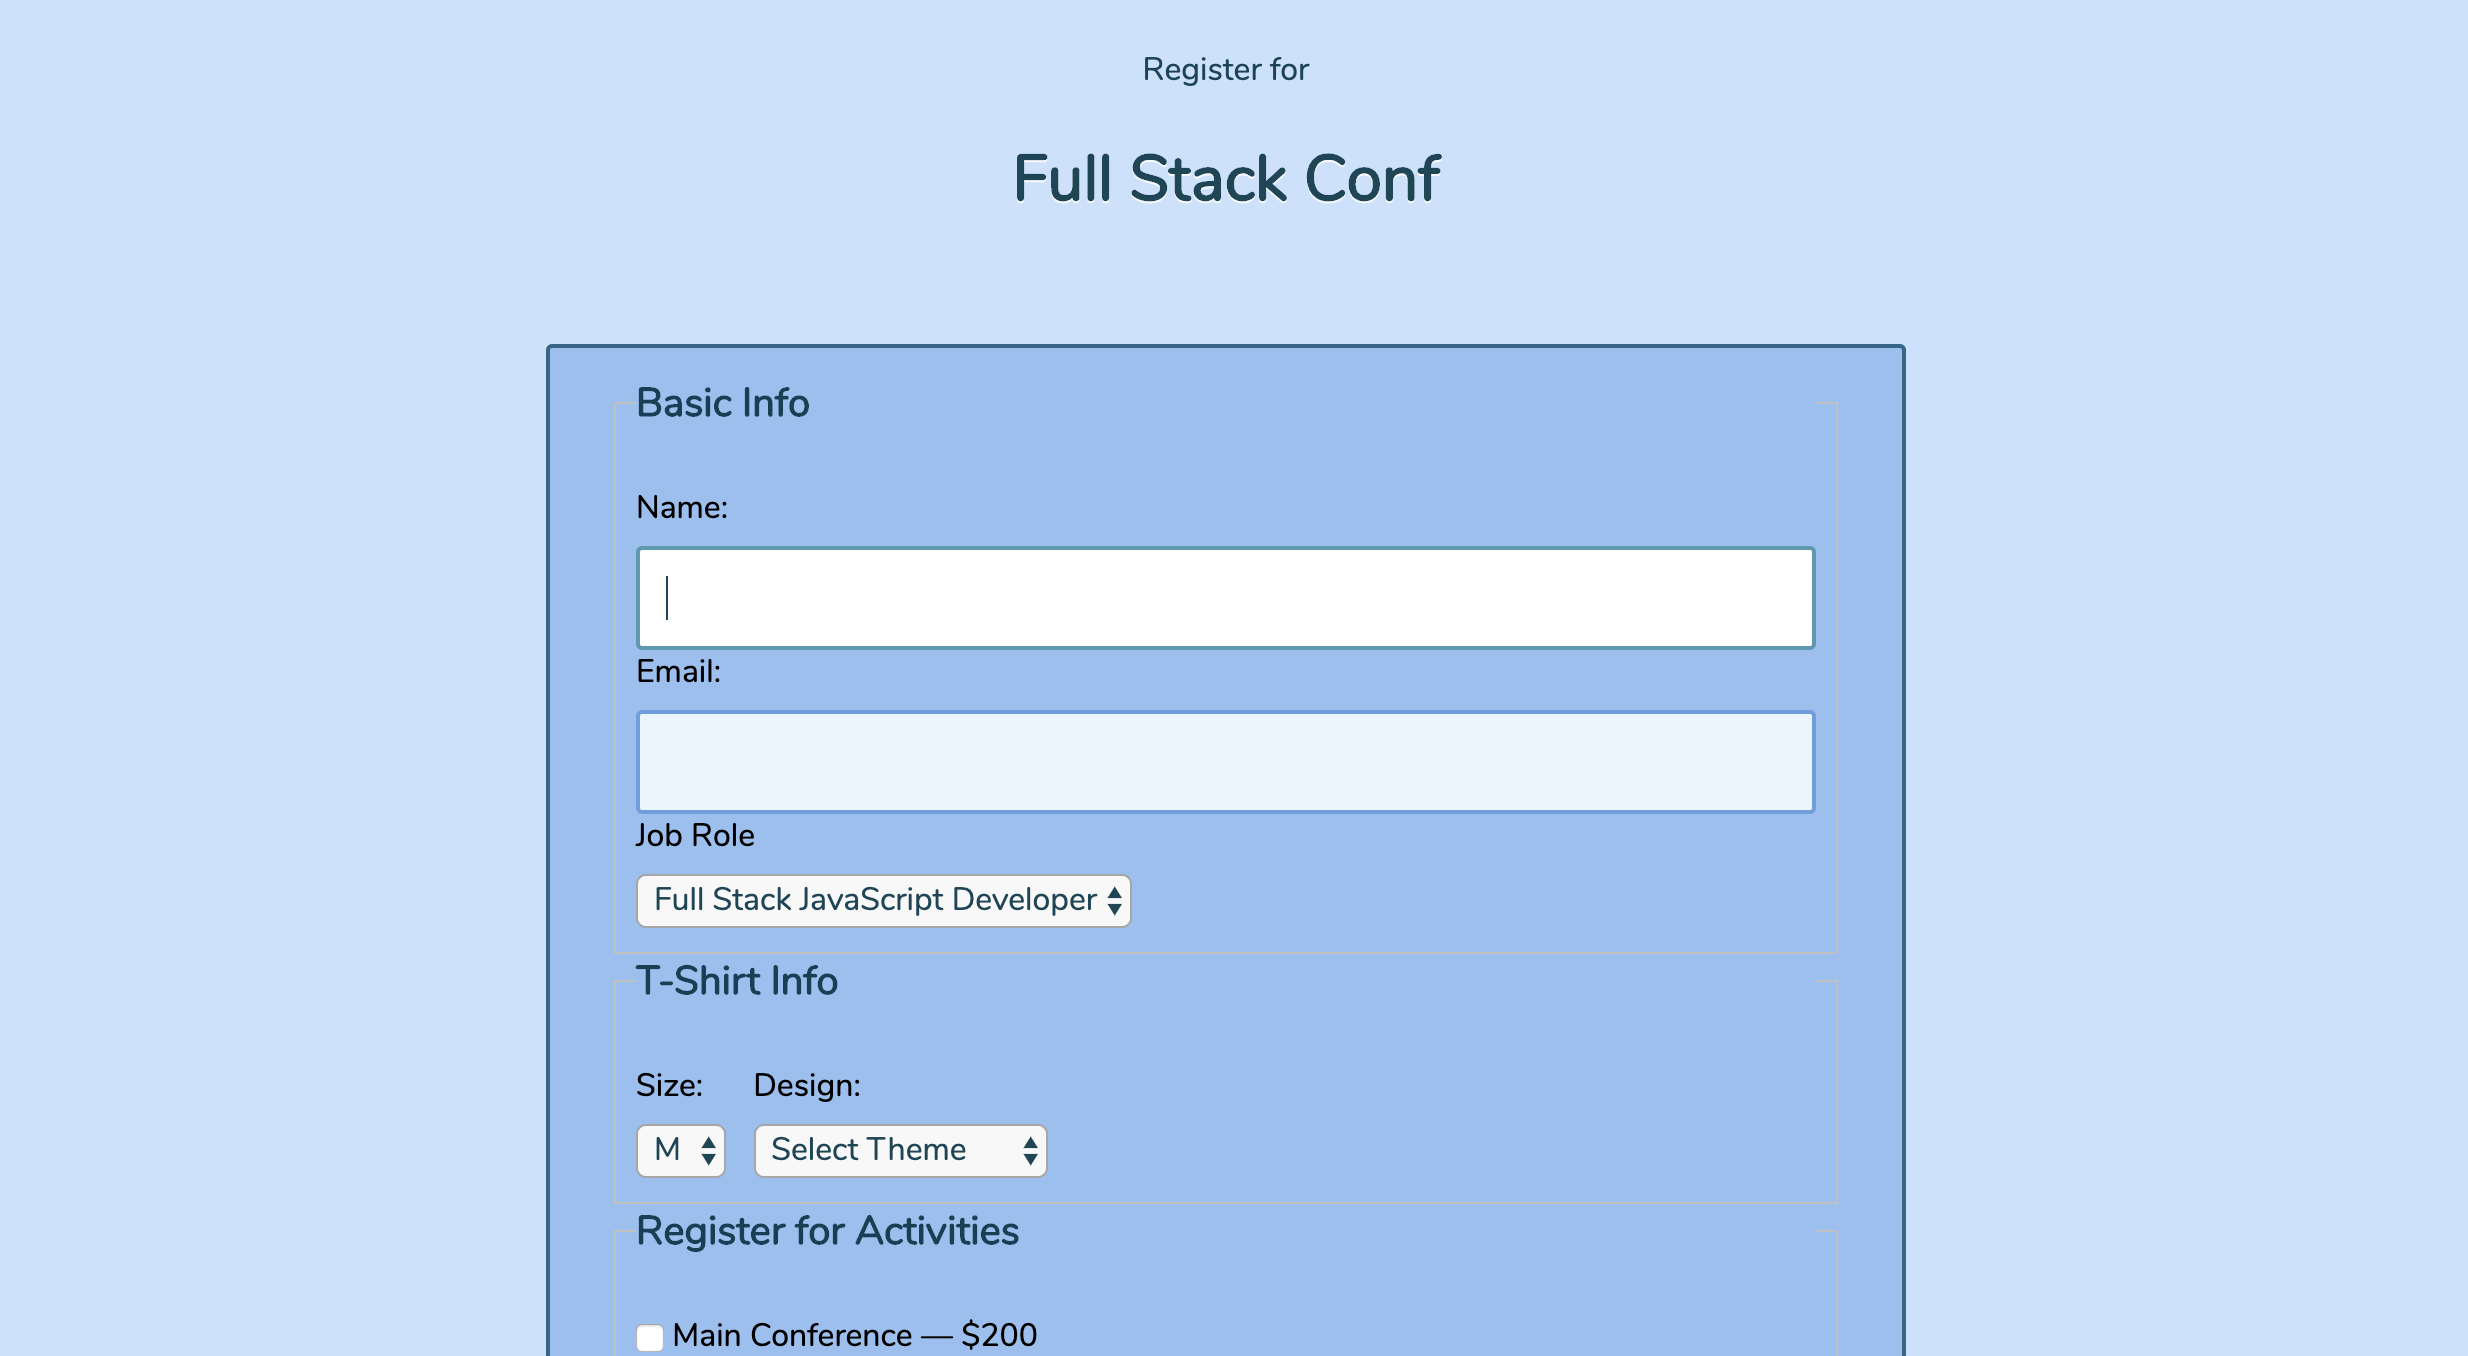 Register for
Full Stack Conf
Basic Info
Name:
Email:
Job Role
Full Stack JavaScript Developer
T-Shirt Info
Size: Design:
M Select Theme
Register for Activities
Main Conference — $200